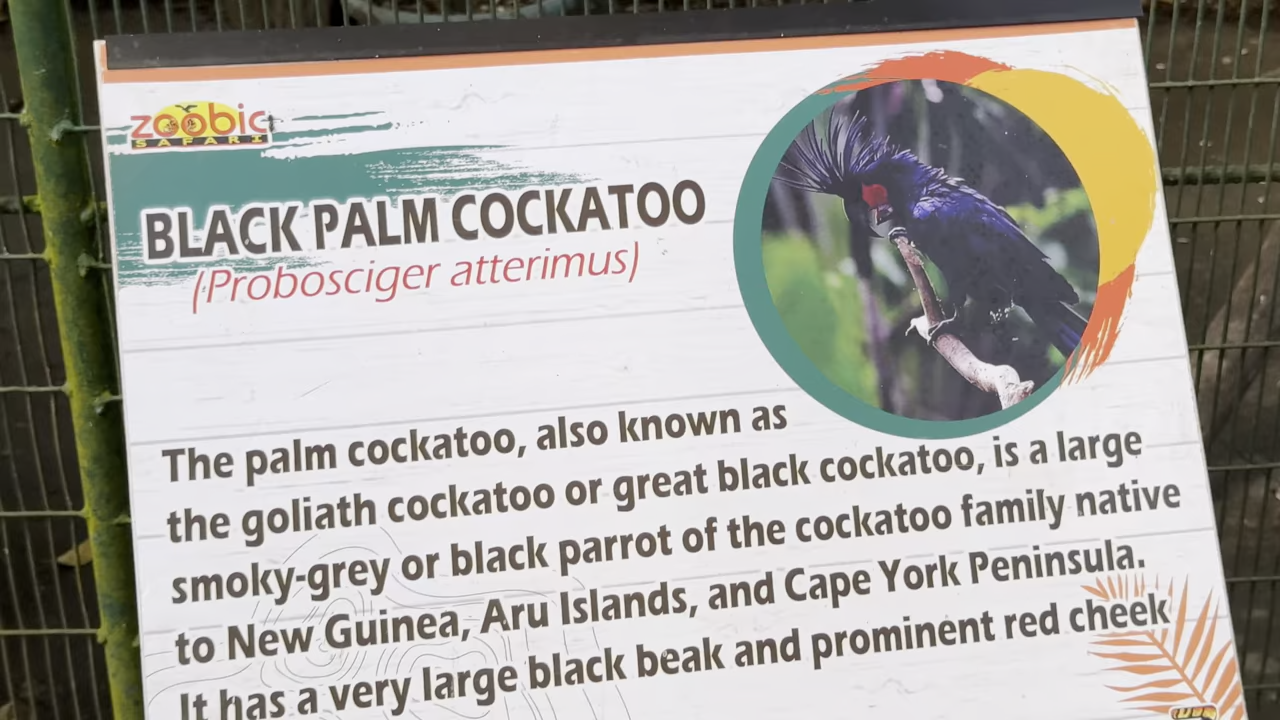 zoobic
SAFARI
BLACK PALM COCKATOO
(Probosciger atterimus)
The palm cockatoo, also known as
the goliath cockatoo or great black cockatoo, is a large
smoky-grey or black parrot of the cockatoo family native
to New Guinea, Aru Islands, and Cape York Peninsula.
It has a very large black beak and prominent red cheek